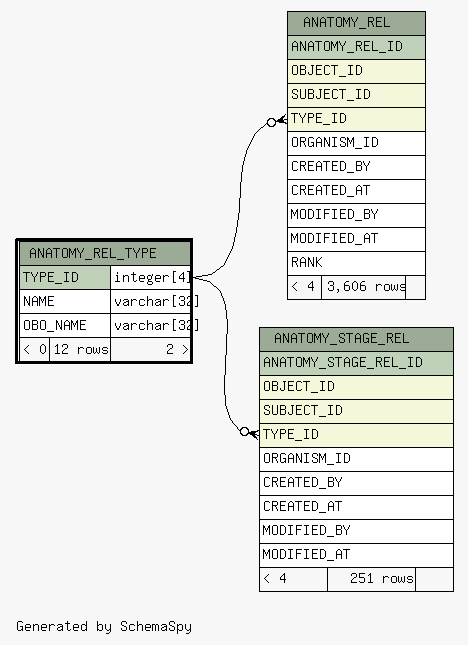 ANATOMY_REL
ANATOMY_REL_ID
OBJECT_ID
SUBJECT_ID
TYPE_ID
ORGANISM_ID
CREATED_BY
CREATED_AT
MODIFIED_BY
MODIFIED_AT
RANK
< 4 3,606 rows
ANATOMY_REL_TYPE
TYPE_ID integer[4]
NAME varchar[32]
OBO_NAME varchar[32]
< 0 12 rows 2 >
ANATOMY_STAGE_REL
ANATOMY_STAGE_REL_ID
OBJECT_ID
SUBJECT_ID
TYPE_ID
ORGANISM_ID
CREATED_BY
CREATED_AT
MODIFIED_BY
MODIFIED_AT
< 4 251 rows
Generated by SchemaSpy